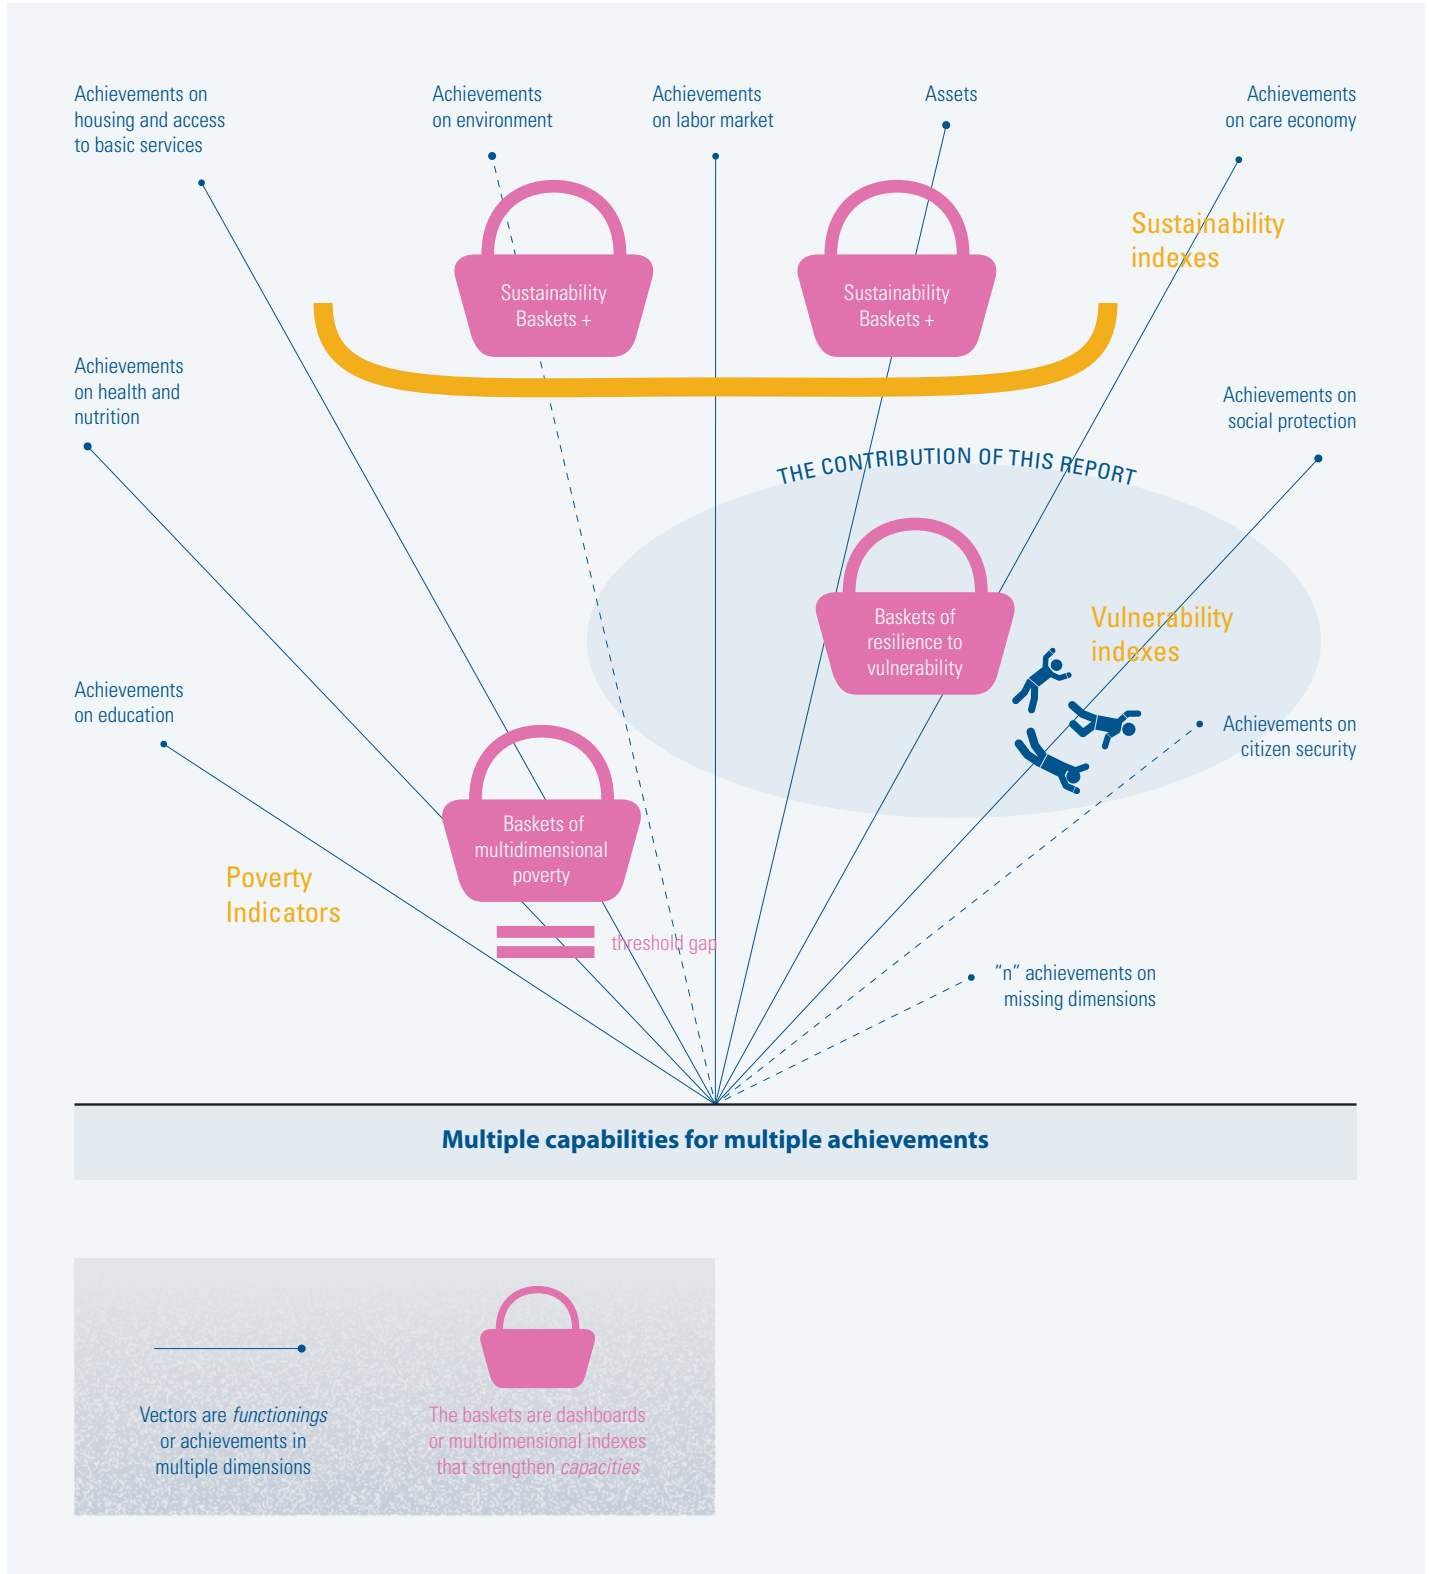 Achievements on
housing and access
to basic services
Achievements
on environment
Achievements
on labor market
Assets
Achievements
on care economy
Sustainability
indexes
Sustainability
Baskets +
Sustainability
Baskets +
Achievements
on health and
nutrition
Achievements on
social protection
THE CONTRIBUTION OF THIS REPORT
Baskets of
resilience to
vulnerability
Vulnerability
indexes
Achievements
on education
Achievements on
citizen security
Baskets of
multidimensional
poverty
Poverty
Indicators
threshold gap
“n” achievements on
missing dimensions
Multiple capabilities for multiple achievements
Vectors are functionings
or achievements in
multiple dimensions
The baskets are dashboards
or multidimensional indexes
that strengthen capacities